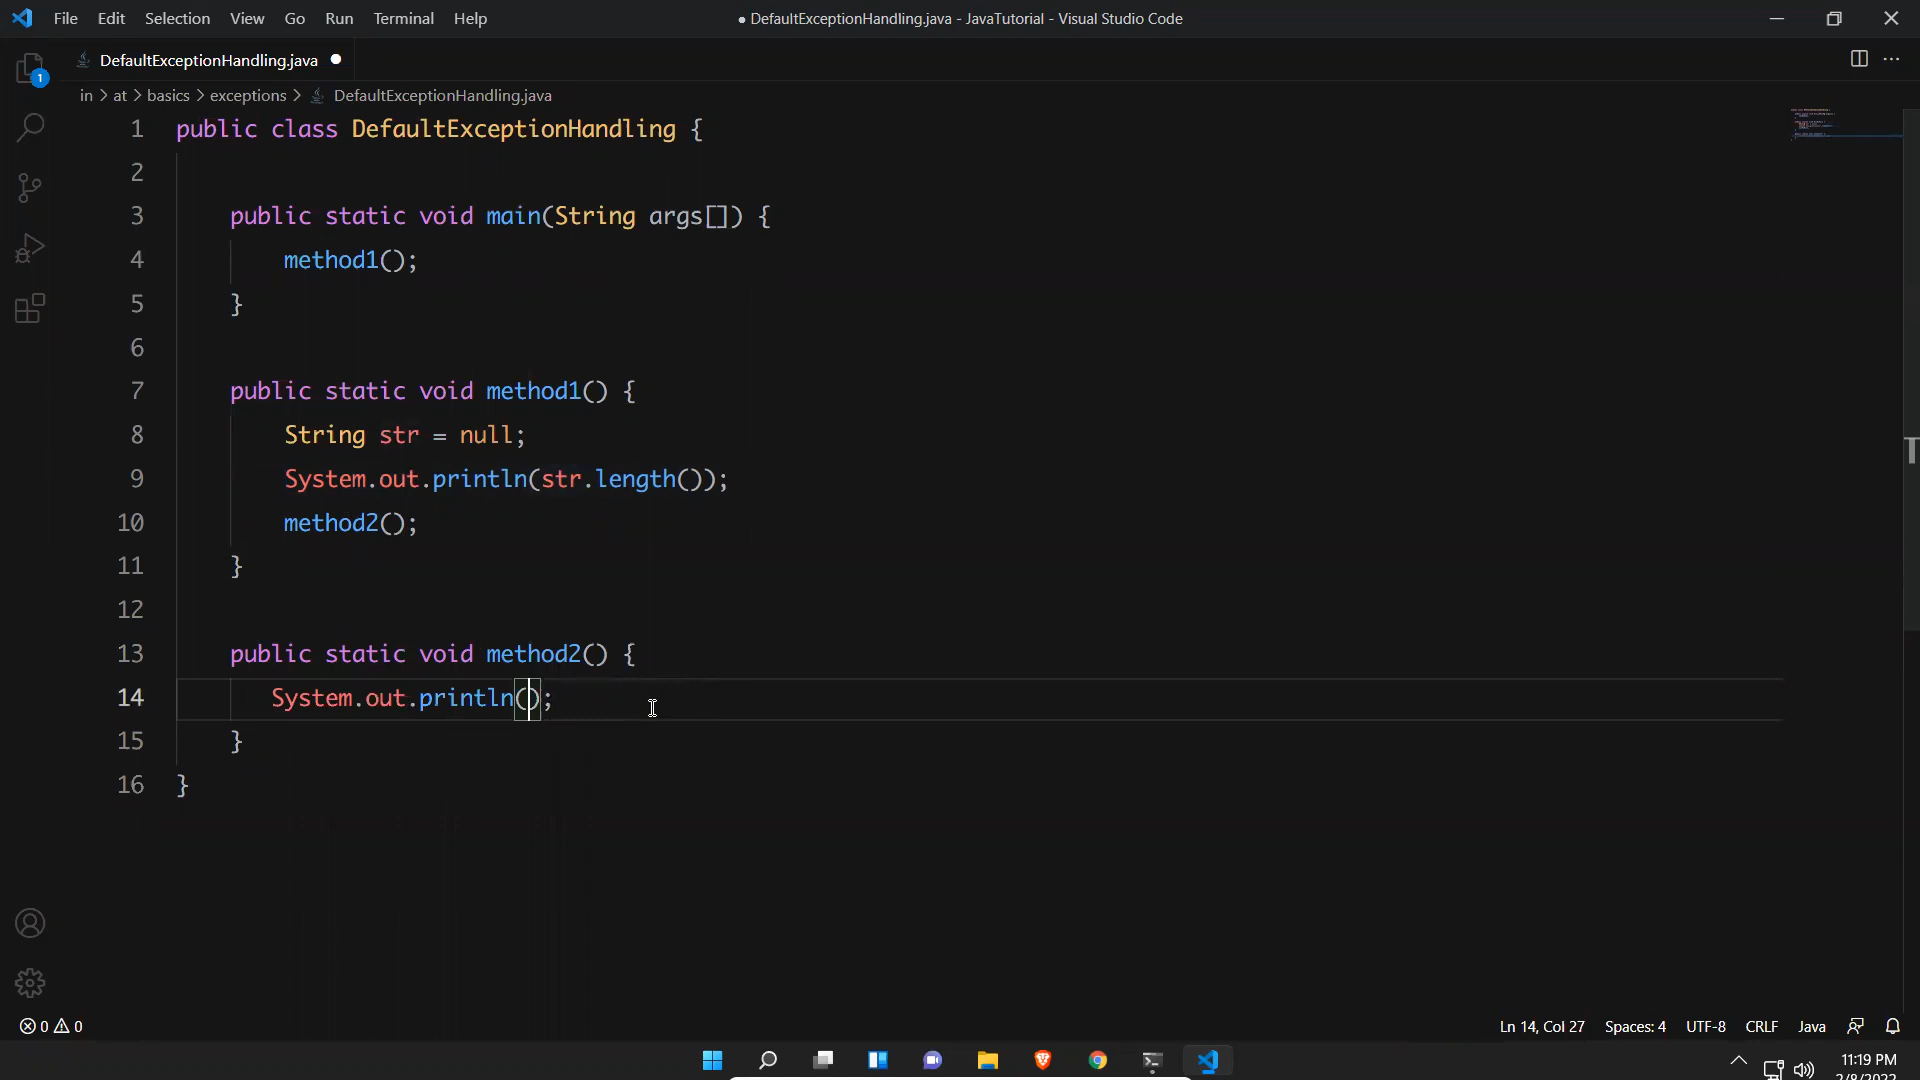 File Edit Selection View Go Run Terminal Help
● DefaultExceptionHandling.java - JavaTutorial - Visual Studio Code
1
DefaultExceptionHandling.java
in > at > basics > exceptions > DefaultExceptionHandling.java
1 public class DefaultExceptionHandling {
2
3 public static void main(String args[]) {
4 method1();
5 }
6
7 public static void method1() {
8 String str = null;
9 System.out.println(str.length());
10 method2();
11 }
12
13 public static void method2() {
14 System.out.println();
15 }
16 }
0 0
Ln 14, Col 27 Spaces: 4 UTF-8 CRLF Java
11:19 PM
2/8/2022